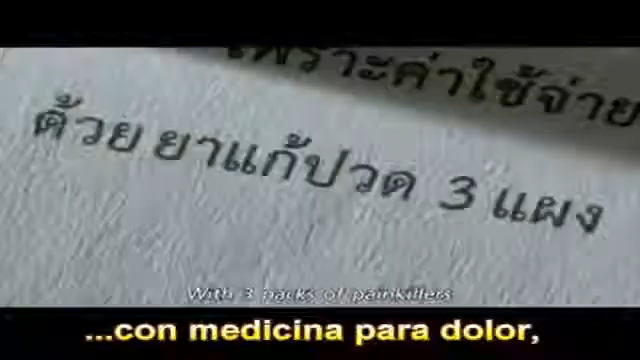 เพราะค่าใช้จ่าย
ด้วย ยาแก้ปวด 3 แผง
With 3 packs of painkillers
...con medicina para dolor,